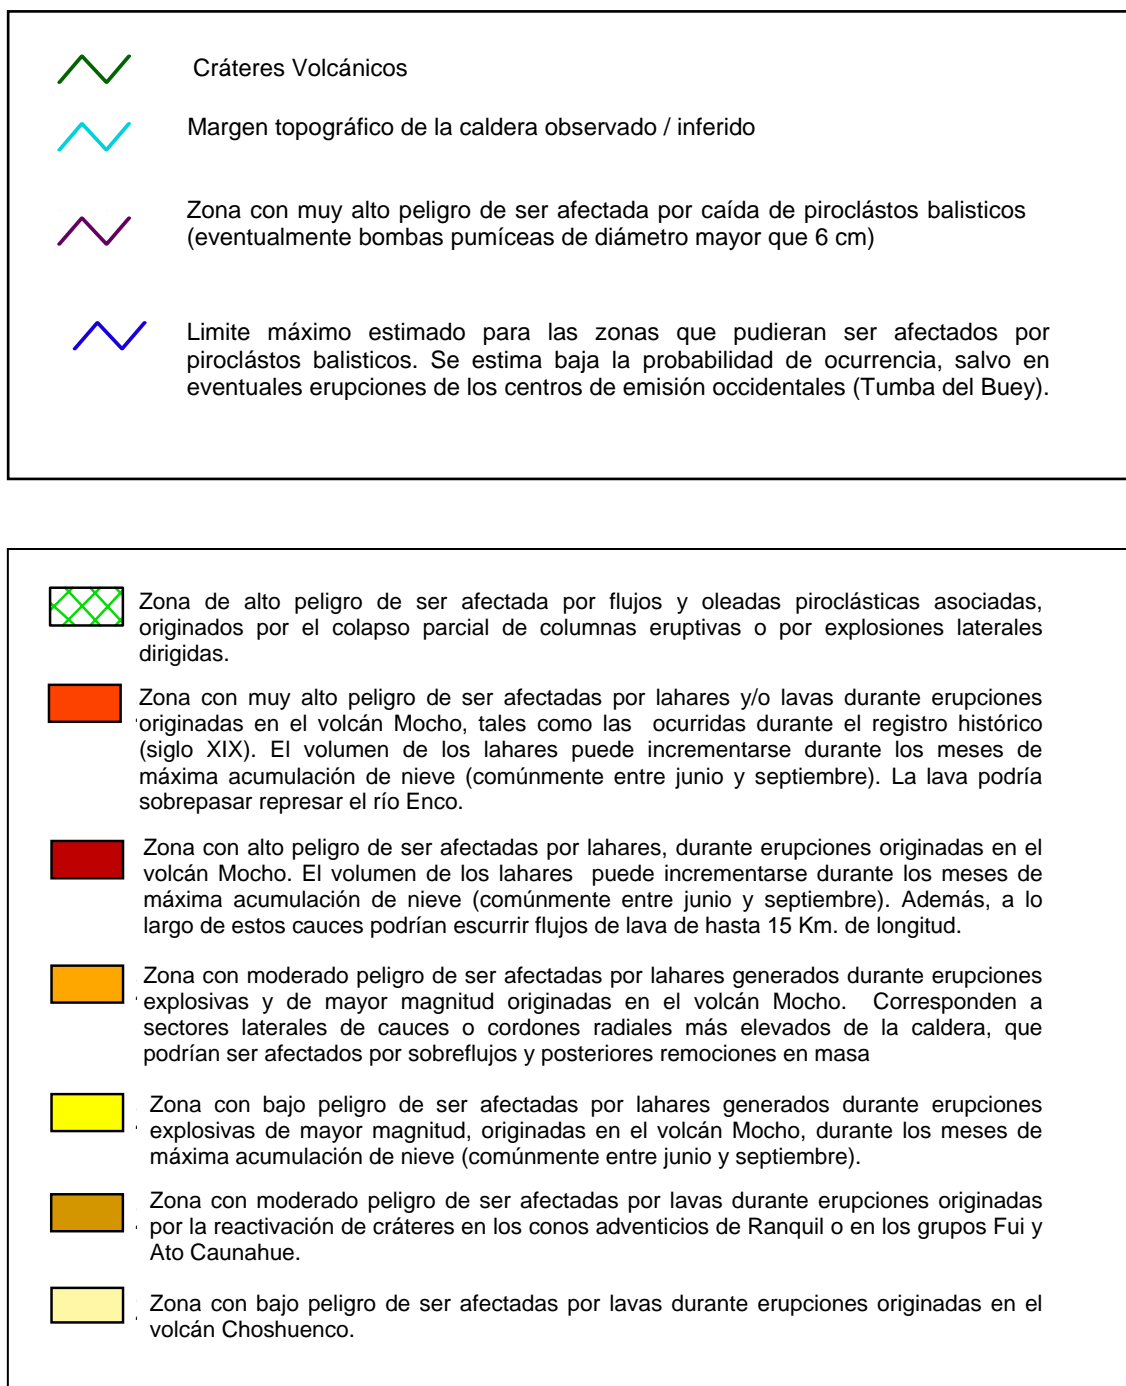 Cráteres Volcánicos
Margen topográfico de la caldera observado / inferido
Zona con muy alto peligro de ser afectada por caída de piroclástos balisticos
(eventualmente bombas pumíceas de diámetro mayor que 6 cm)
Limite máximo estimado para las zonas que pudieran ser afectados por
piroclástos balisticos. Se estima baja la probabilidad de ocurrencia, salvo en
eventuales erupciones de los centros de emisión occidentales (Tumba del Buey).
Zona de alto peligro de ser afectada por flujos y oleadas piroclásticas asociadas,
originados por el colapso parcial de columnas eruptivas o por explosiones laterales
dirigidas.
Zona con muy alto peligro de ser afectadas por lahares y/o lavas durante erupciones
originadas en el volcán Mocho, tales como las ocurridas durante el registro histórico
(siglo XIX). El volumen de los lahares puede incrementarse durante los meses de
máxima acumulación de nieve (comúnmente entre junio y septiembre). La lava podría
sobrepasar represar el río Enco.
Zona con alto peligro de ser afectadas por lahares, durante erupciones originadas en el
volcán Mocho. El volumen de los lahares puede incrementarse durante los meses de
máxima acumulación de nieve (comúnmente entre junio y septiembre). Además, a lo
largo de estos cauces podrían escurrir flujos de lava de hasta 15 Km. de longitud.
Zona con moderado peligro de ser afectadas por lahares generados durante erupciones
explosivas y de mayor magnitud originadas en el volcán Mocho. Corresponden a
sectores laterales de cauces o cordones radiales más elevados de la caldera, que
podrían ser afectados por sobreflujos y posteriores remociones en masa
Zona con bajo peligro de ser afectadas por lahares generados durante erupciones
explosivas de mayor magnitud, originadas en el volcán Mocho, durante los meses de
máxima acumulación de nieve (comúnmente entre junio y septiembre).
Zona con moderado peligro de ser afectadas por lavas durante erupciones originadas
por la reactivación de cráteres en los conos adventicios de Ranquil o en los grupos Fui y
Ato Caunahue.
Zona con bajo peligro de ser afectadas por lavas durante erupciones originadas en el
volcán Choshuenco.